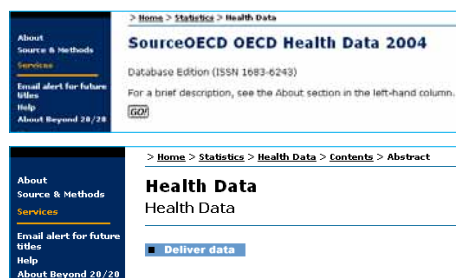 > Home > Statistics > Health Data
About
Source & Methods
Services
Email alert for future
titles
Help
About Beyond 20/20
SourceOECD OECD Health Data 2004
Database Edition (ISSN 1683-6243)
For a brief description, see the About section in the left-hand column.
GO!
> Home > Statistics > Health Data > Contents > Abstract
About
Source & Methods
Services
Email alert for future
titles
Help
About Beyond 20/20
Health Data
Health Data
Deliver data